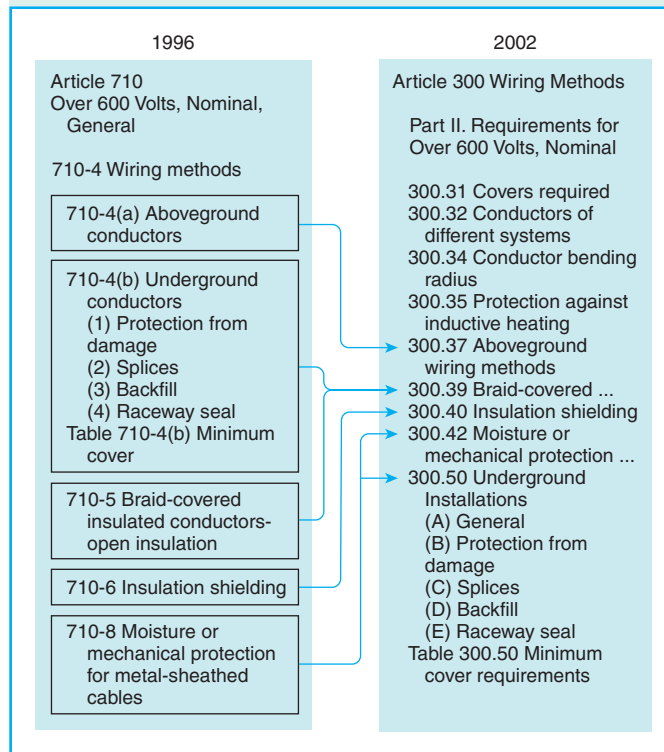 1996
Article 710
Over 600 Volts, Nominal,
General
710-4 Wiring methods
710-4(a) Aboveground
conductors
710-4(b) Underground
conductors
(1) Protection from
damage
(2) Splices
(3) Backfill
(4) Raceway seal
Table 710-4(b) Minimum
cover
710-5 Braid-covered
insulated conductors-
open insulation
710-6 Insulation shielding
710-8 Moisture or
mechanical protection
for metal-sheathed
cables
2002
Article 300 Wiring Methods
Part II. Requirements for
Over 600 Volts, Nominal
300.31 Covers required
300.32 Conductors of
different systems
300.34 Conductor bending
radius
300.35 Protection against
inductive heating
300.37 Aboveground
wiring methods
300.39 Braid-covered ...
300.40 Insulation shielding
300.42 Moisture or
mechanical protection ...
300.50 Underground
Installations
(A) General
(B) Protection from
damage
(C) Splices
(D) Backfill
(E) Raceway seal
Table 300.50 Minimum
cover requirements